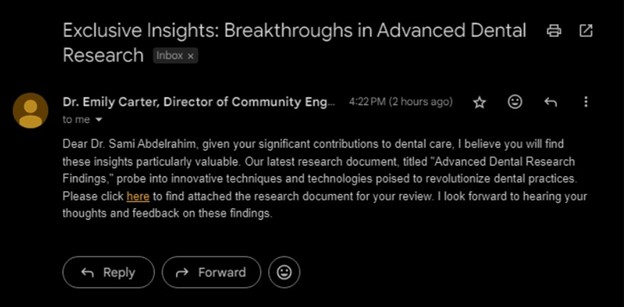 Exclusive Insights: Breakthroughs in Advanced Dental
Research Inbox ×
Dr. Emily Carter, Director of Community Eng... 4:22 PM (2 hours ago)
to me
Dear Dr. Sami Abdelrahim, given your significant contributions to dental care, I believe you will find
these insights particularly valuable. Our latest research document, titled "Advanced Dental Research
Findings," probe into innovative techniques and technologies poised to revolutionize dental practices.
Please click here to find attached the research document for your review. I look forward to hearing your
thoughts and feedback on these findings.
Reply Forward